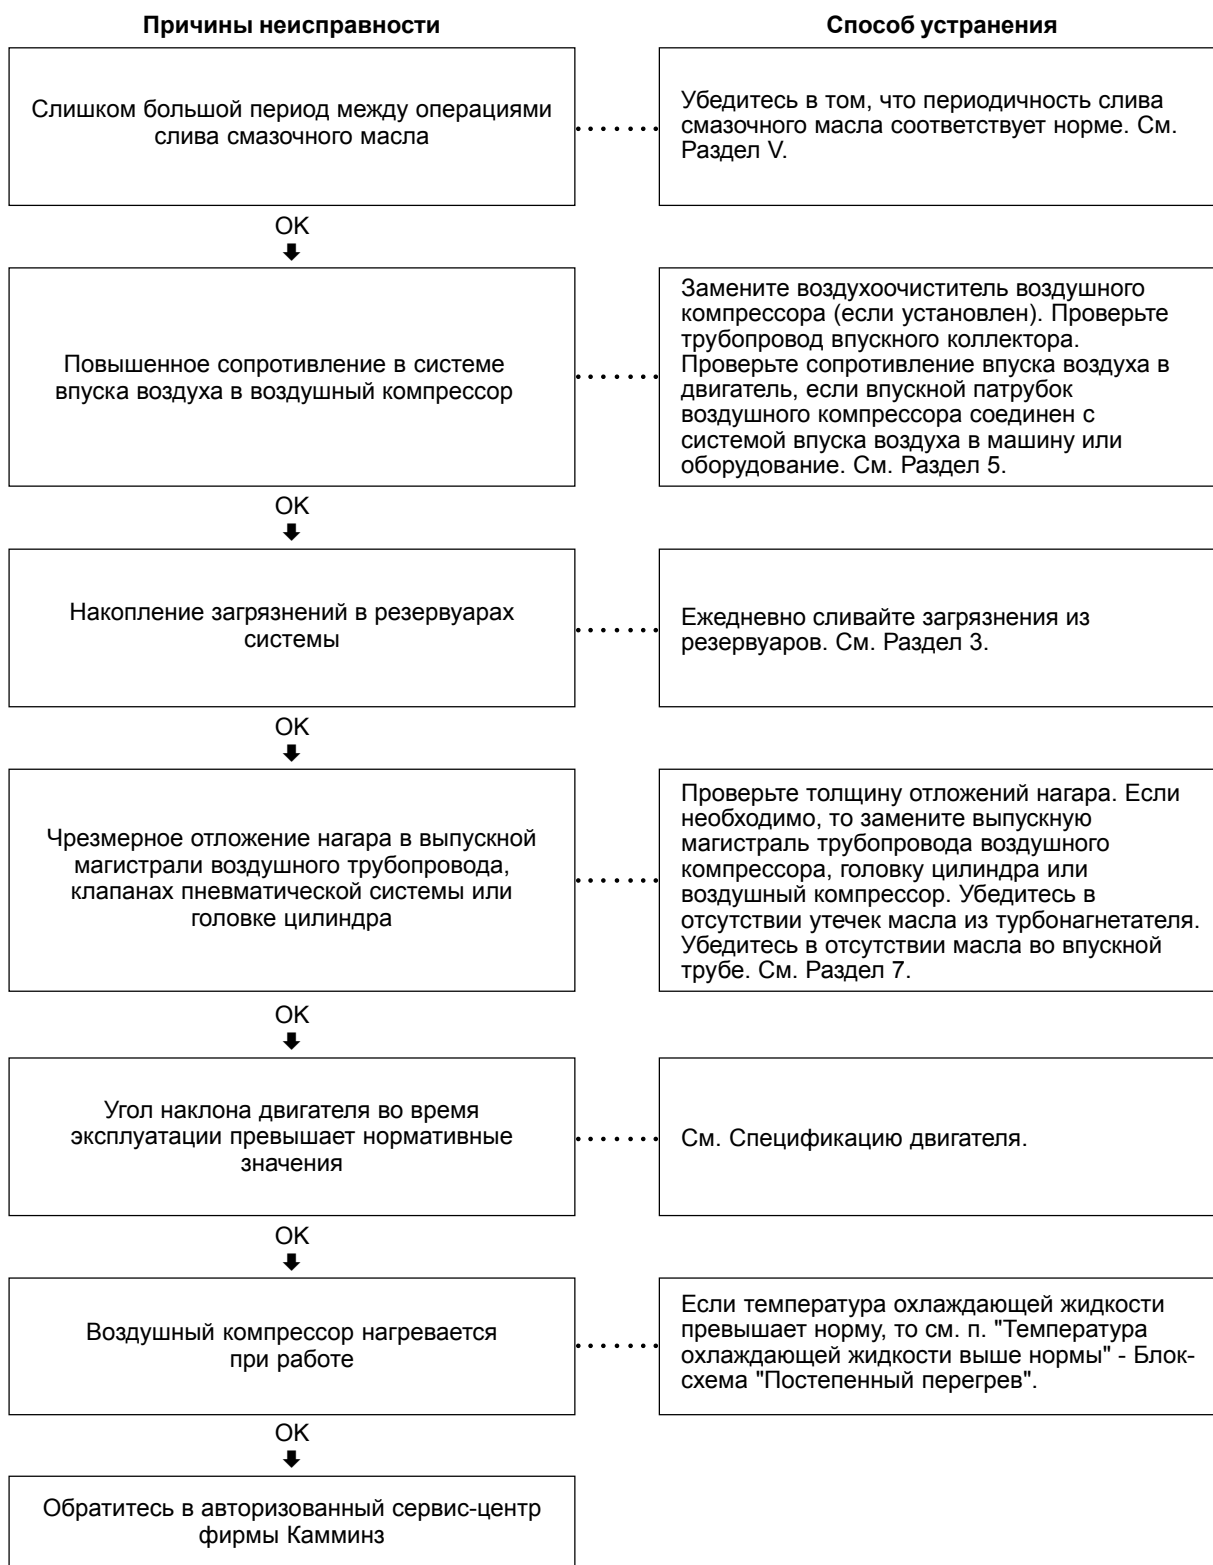 Причины неисправности
Способ устранения
Слишком большой период между операциями
слива смазочного масла
Убедитесь в том, что периодичность слива
смазочного масла соответствует норме. См.
Раздел V.
OK
Повышенное сопротивление в системе
впуска воздуха в воздушный компрессор
Замените воздухоочиститель воздушного
компрессора (если установлен). Проверьте
трубопровод впускного коллектора.
Проверьте сопротивление впуска воздуха в
двигатель, если впускной патрубок
воздушного компрессора соединен с
системой впуска воздуха в машину или
оборудование. См. Раздел 5.
OK
Накопление загрязнений в резервуарах
системы
Ежедневно сливайте загрязнения из
резервуаров. См. Раздел 3.
OK
Чрезмерное отложение нагара в выпускной
магистрали воздушного трубопровода,
клапанах пневматической системы или
головке цилиндра
Проверьте толщину отложений нагара. Если
необходимо, то замените выпускную
магистраль трубопровода воздушного
компрессора, головку цилиндра или
воздушный компрессор. Убедитесь в
отсутствии утечек масла из турбонагнетателя.
Убедитесь в отсутствии масла во впускной
трубе. См. Раздел 7.
OK
Угол наклона двигателя во время
эксплуатации превышает нормативные
значения
См. Спецификацию двигателя.
OK
Воздушный компрессор нагревается
при работе
Если температура охлаждающей жидкости
превышает норму, то см. п. "Температура
охлаждающей жидкости выше нормы" - Блок-
схема "Постепенный перегрев".
OK
Обратитесь в авторизованный сервис-центр
фирмы Камминз